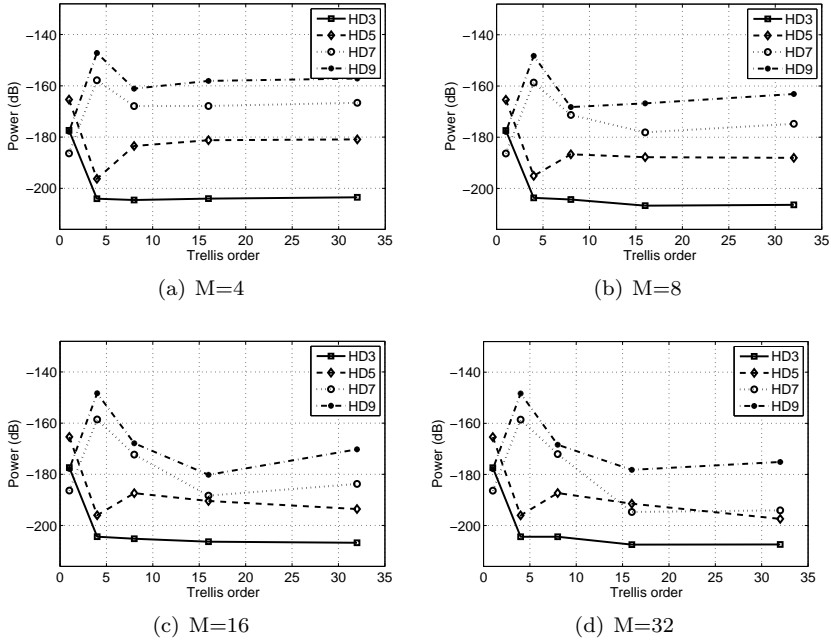 −140
−160
−180
−200
Power (dB)
0 5 10 15 20 25 30 35
Trellis order
HD3
HD5
HD7
HD9
(a) M=4
−140
−160
−180
−200
Power (dB)
0 5 10 15 20 25 30 35
Trellis order
HD3
HD5
HD7
HD9
(b) M=8
−140
−160
−180
−200
Power (dB)
0 5 10 15 20 25 30 35
Trellis order
HD3
HD5
HD7
HD9
(c) M=16
−140
−160
−180
−200
Power (dB)
0 5 10 15 20 25 30 35
Trellis order
HD3
HD5
HD7
HD9
(d) M=32